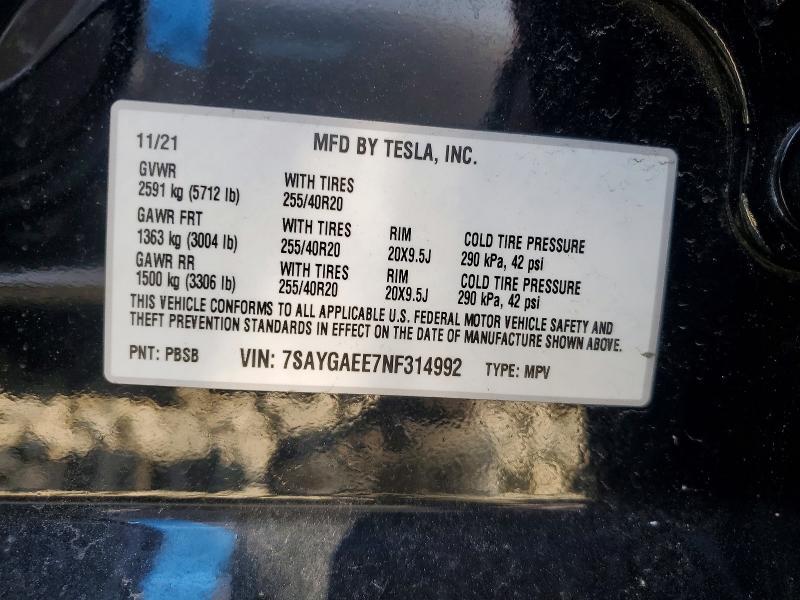 11/21 MFD BY TESLA, INC.
GVWR
2591 kg (5712 lb) WITH TIRES 255/40R20
GAWR FRT WITH TIRES RIM COLD TIRE PRESSURE
1363 kg (3004 lb) 255/40R20 20X9.5J 290 kPa, 42 psi
GAWR RR WITH TIRES RIM COLD TIRE PRESSURE
1500 kg (3306 lb) 255/40R20 20X9.5J 290 kPa, 42 psi
THIS VEHICLE CONFORMS TO ALL APPLICABLE U.S. FEDERAL MOTOR VEHICLE SAFETY AND
THEFT PREVENTION STANDARDS IN EFFECT ON THE DATE OF MANUFACTURE SHOWN ABOVE.
PNT: PBSB VIN: 7SAYGAEE7NF314992 TYPE: MPV